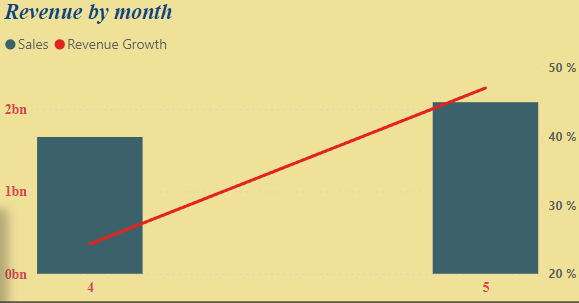 Revenue by month
Sales Revenue Growth
50 %
2bn
40 %
1bn
30 %
0bn
20 %
4 5